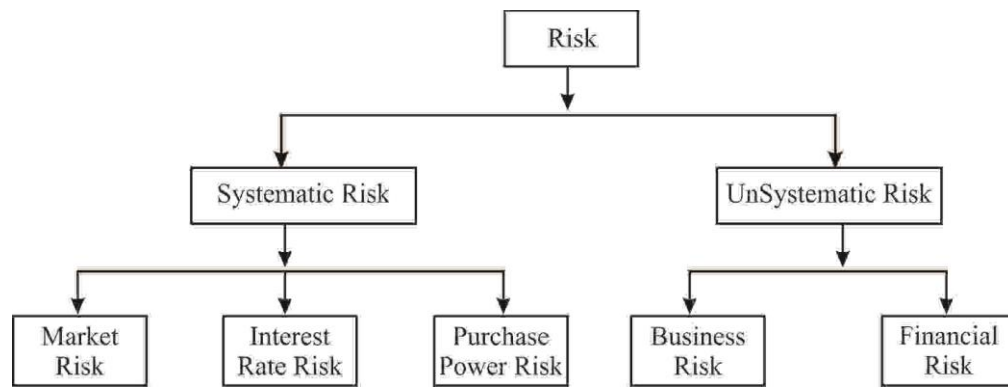 Risk
Systematic Risk
UnSystematic Risk
Market
Risk
Interest
Rate Risk
Purchase
Power Risk
Business
Risk
Financial
Risk